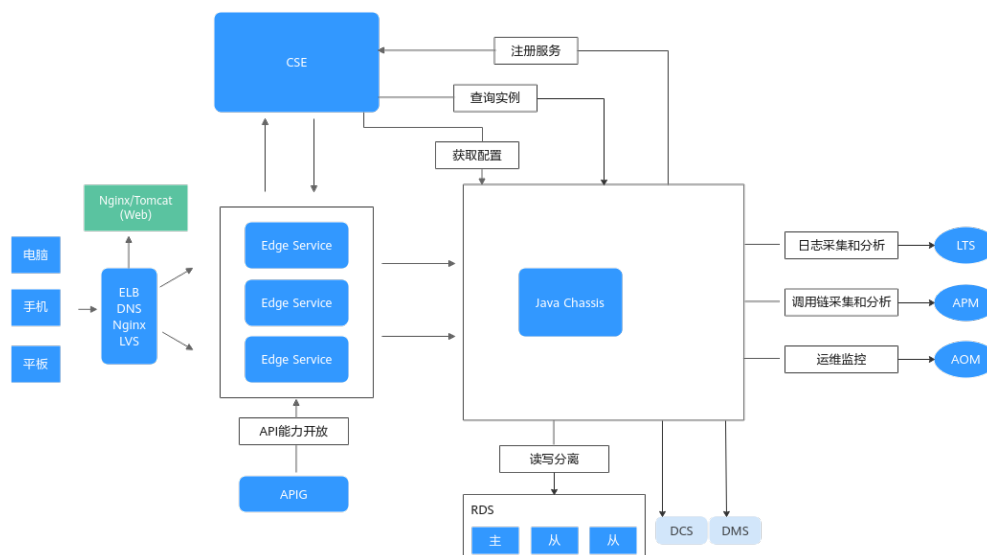 CSE
注册服务
查询实例
获取配置
Nginx/Tomcat
(Web)
电脑
手机
平板
ELB
DNS
Nginx
LVS
Edge Service
Edge Service
Edge Service
API能力开放
APIG
Java Chassis
日志采集和分析
LTS
调用链采集和分析
APM
运维监控
AOM
读写分离
RDS
主
从
从
DCS
DMS